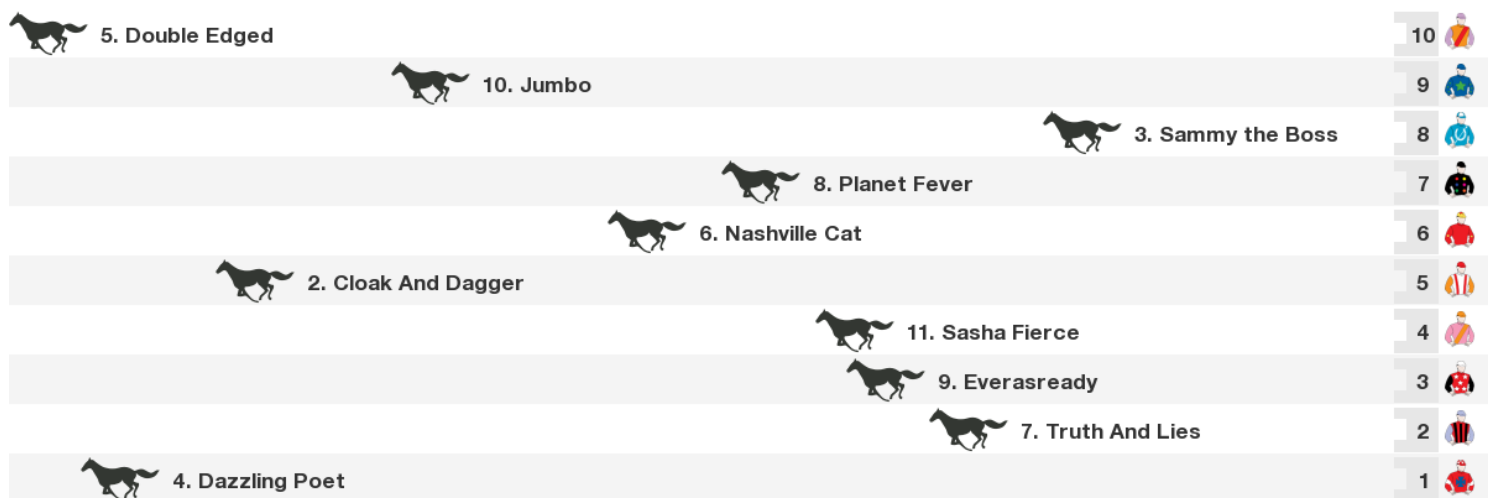 5. Double Edged 10
10. Jumbo 9
3. Sammy the Boss 8
8. Planet Fever 7
6. Nashville Cat 6
2. Cloak And Dagger 5
11. Sasha Fierce 4
9. Everasready 3
7. Truth And Lies 2
4. Dazzling Poet 1